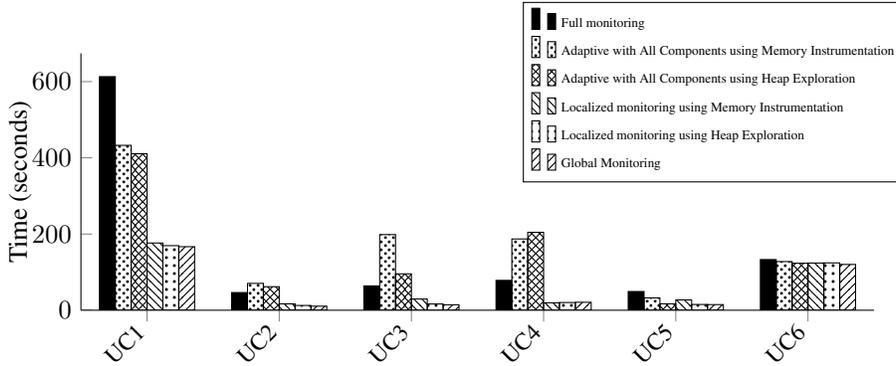 Full monitoring
Adaptive with All Components using Memory Instrumentation
Adaptive with All Components using Heap Exploration
Localized monitoring using Memory Instrumentation
Localized monitoring using Heap Exploration
Global Monitoring
Time (seconds)
600
400
200
0
UC1
UC2
UC3
UC4
UC5
UC6